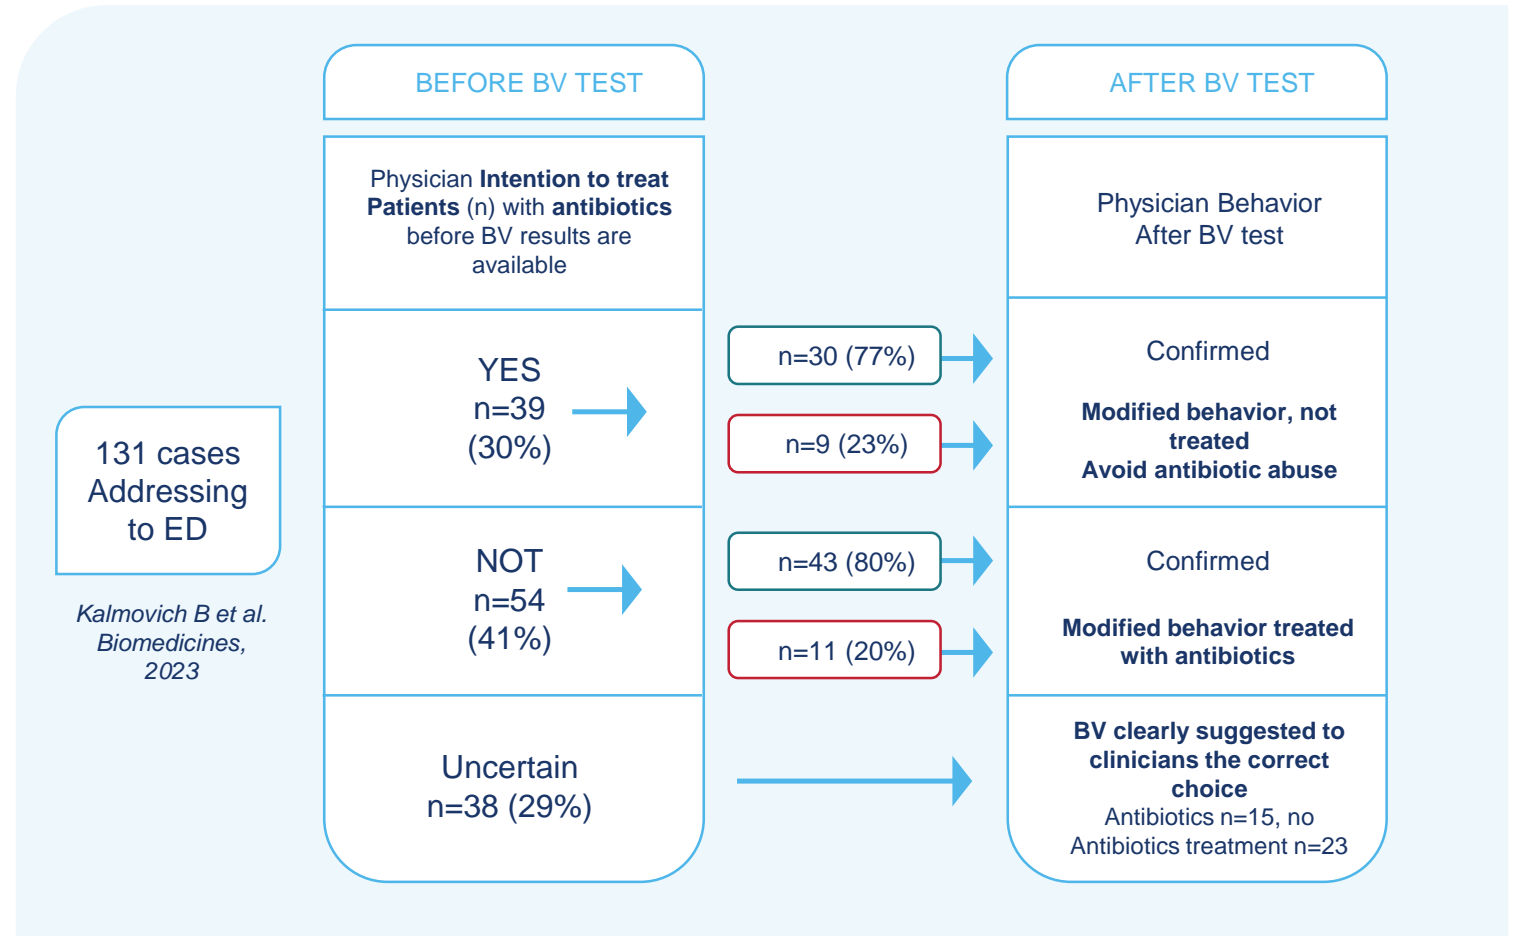 BEFORE BV TEST
AFTER BV TEST
Physician Intention to treat
Patients (n) with antibiotics
before BV results are
available
Physician Behavior
After BV test
131 cases
Addressing
to ED
Kalmovich B et al.
Biomedicines,
2023
YES
n=39
(30%)
n=30 (77%)
Confirmed
n=9 (23%)
Modified behavior, not
treated
Avoid antibiotic abuse
NOT
n=54
(41%)
n=43 (80%)
Confirmed
n=11 (20%)
Modified behavior treated
with antibiotics
Uncertain
n=38 (29%)
BV clearly suggested to
clinicians the correct
choice
Antibiotics n=15, no
Antibiotics treatment n=23